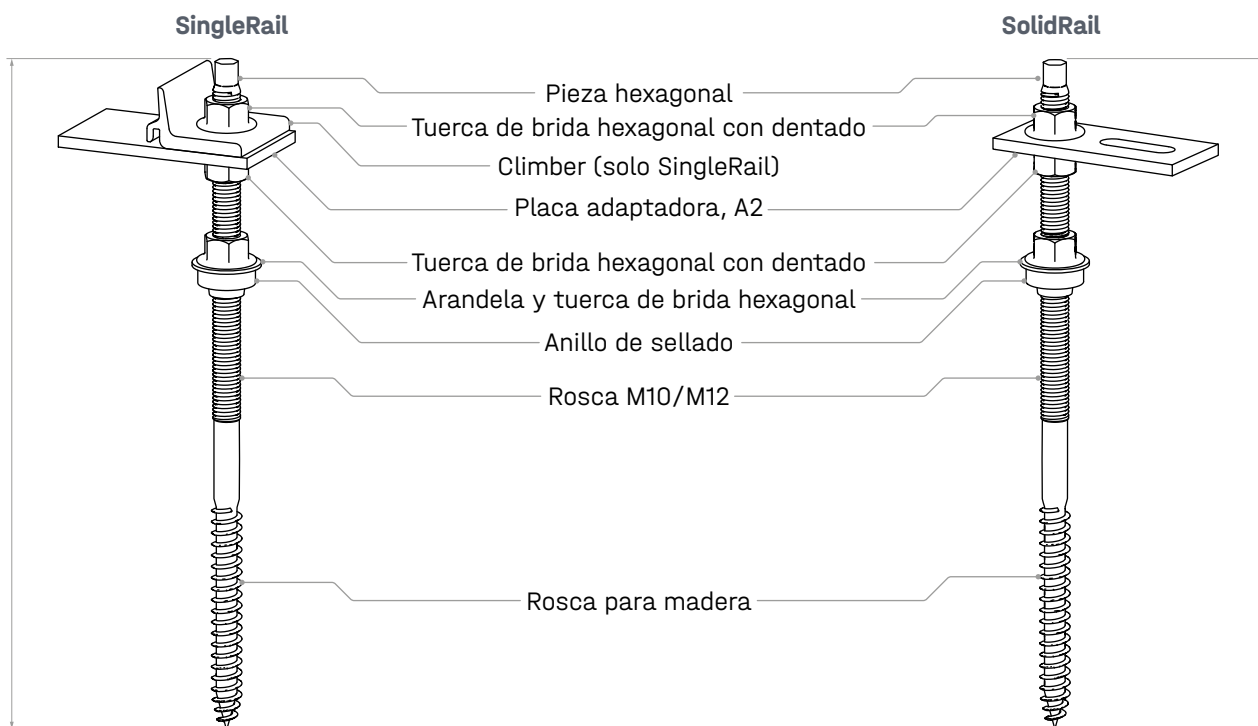 SingleRail
SolidRail
Pieza hexagonal
Tuerca de brida hexagonal con dentado
Climber (solo SingleRail)
Placa adaptadora, A2
Tuerca de brida hexagonal con dentado
Arandela y tuerca de brida hexagonal
Anillo de sellado
Rosca M10/M12
Rosca para madera